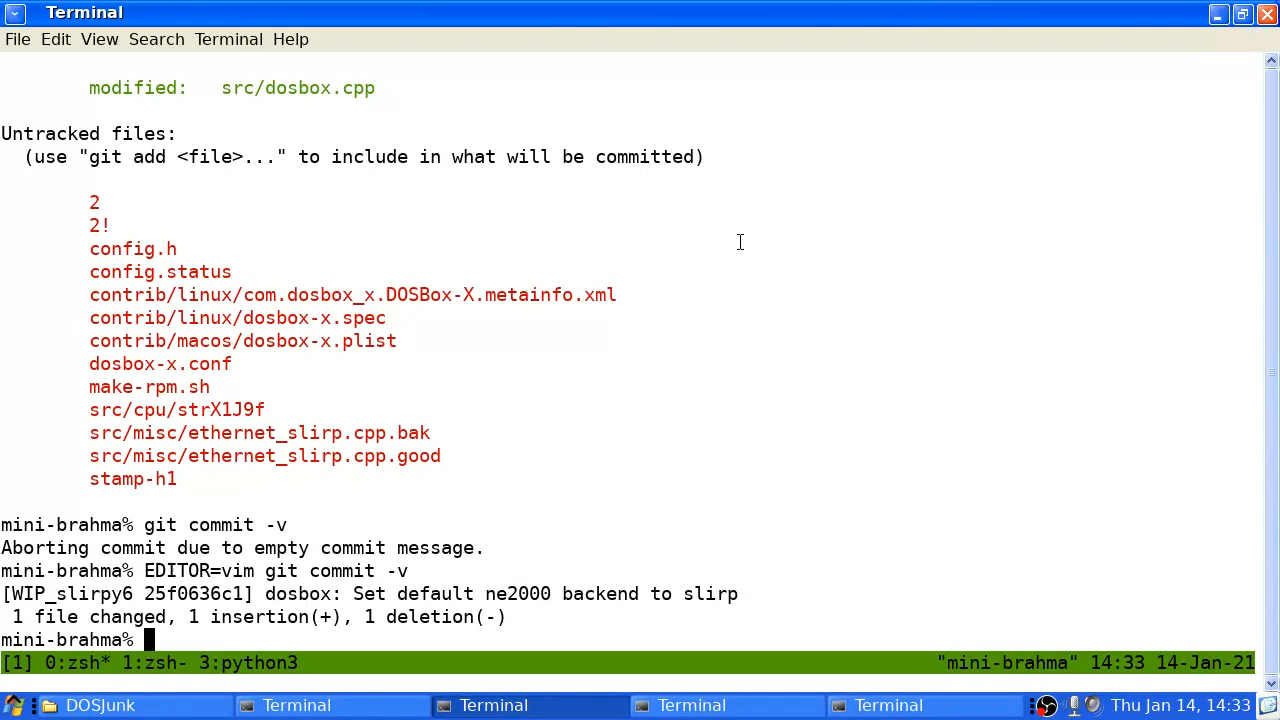 Terminal
File Edit View Search Terminal Help
modified:   src/dosbox.cpp
Untracked files:
(use "git add <file>..." to include in what will be committed)
2
2!
config.h
config.status
contrib/linux/com.dosbox_x.DOSBox-X.metainfo.xml
contrib/linux/dosbox-x.spec
contrib/macos/dosbox-x.plist
dosbox-x.conf
make-rpm.sh
src/cpu/strX1J9f
src/misc/ethernet_slirp.cpp.bak
src/misc/ethernet_slirp.cpp.good
stamp-h1
mini-brahma% git commit -v
Aborting commit due to empty commit message.
mini-brahma% EDITOR=vim git commit -v
[WIP_slirpy6 25f0636c1] dosbox: Set default ne2000 backend to slirp
1 file changed, 1 insertion(+), 1 deletion(-)
mini-brahma%
[1] 0:zsh* 1:zsh- 3:python3 "mini-brahma" 14:33 14-Jan-21
DOSJunk Terminal Terminal Terminal Terminal Thu Jan 14, 14:33